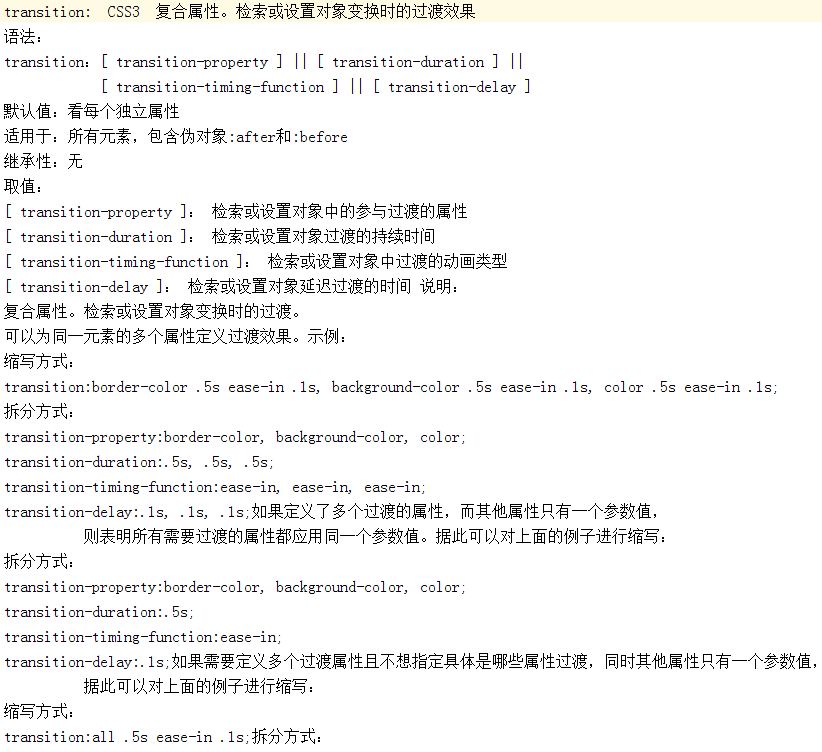 transition:  CSS3  复合属性。检索或设置对象变换时的过渡效果
语法：
transition：[ transition-property ] || [ transition-duration ] ||
[ transition-timing-function ] || [ transition-delay ]
默认值：看每个独立属性
适用于：所有元素，包含伪对象:after和:before
继承性：无
取值：
[ transition-property ]： 检索或设置对象中的参与过渡的属性
[ transition-duration ]： 检索或设置对象过渡的持续时间
[ transition-timing-function ]： 检索或设置对象中过渡的动画类型
[ transition-delay ]： 检索或设置对象延迟过渡的时间 说明：
复合属性。检索或设置对象变换时的过渡。
可以为同一元素的多个属性定义过渡效果。示例：
缩写方式：
transition:border-color .5s ease-in .1s, background-color .5s ease-in .1s, color .5s ease-in .1s;
拆分方式：
transition-property:border-color, background-color, color;
transition-duration:.5s, .5s, .5s;
transition-timing-function:ease-in, ease-in, ease-in;
transition-delay:.1s, .1s, .1s;如果定义了多个过渡的属性，而其他属性只有一个参数值，
则表明所有需要过渡的属性都应用同一个参数值。据此可以对上面的例子进行缩写：
拆分方式：
transition-property:border-color, background-color, color;
transition-duration:.5s;
transition-timing-function:ease-in;
transition-delay:.1s;如果需要定义多个过渡属性且不想指定具体是哪些属性过渡，同时其他属性只有一个参数值，
据此可以对上面的例子进行缩写：
缩写方式：
transition:all .5s ease-in .1s;拆分方式：